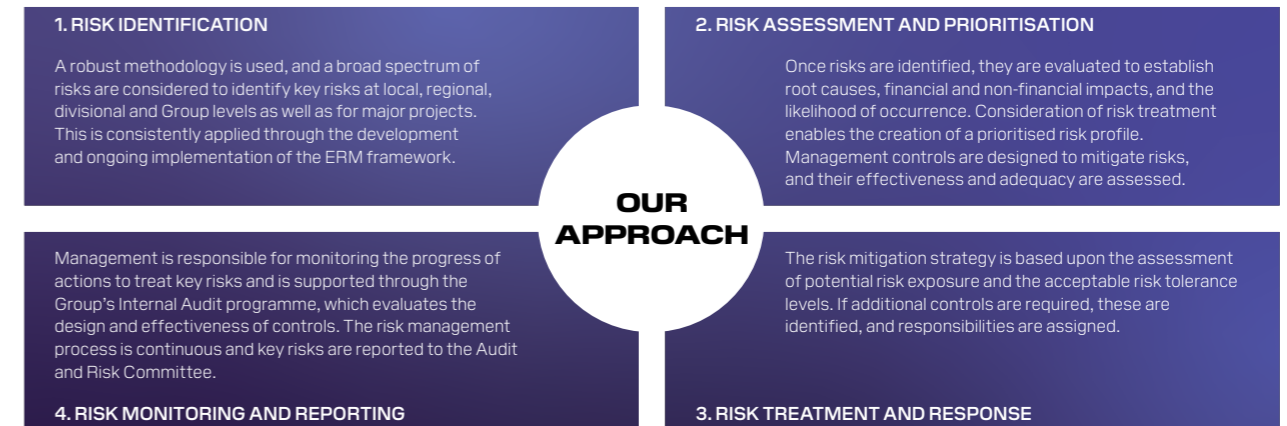 1. RISK IDENTIFICATION
A robust methodology is used, and a broad spectrum of
risks are considered to identify key risks at local, regional,
divisional and Group levels as well as for major projects.
This is consistently applied through the development
and ongoing implementation of the ERM framework.
2. RISK ASSESSMENT AND PRIORITISATION
Once risks are identified, they are evaluated to establish
root causes, financial and non-financial impacts, and the
likelihood of occurrence. Consideration of risk treatment
enables the creation of a prioritised risk profile.
Management controls are designed to mitigate risks,
and their effectiveness and adequacy are assessed.
OUR
APPROACH
Management is responsible for monitoring the progress of
actions to treat key risks and is supported through the
Group's Internal Audit programme, which evaluates the
design and effectiveness of controls. The risk management
process is continuous and key risks are reported to the Audit
and Risk Committee.
4. RISK MONITORING AND REPORTING
The risk mitigation strategy is based upon the assessment
of potential risk exposure and the acceptable risk tolerance
levels. If additional controls are required, these are
identified, and responsibilities are assigned.
3. RISK TREATMENT AND RESPONSE